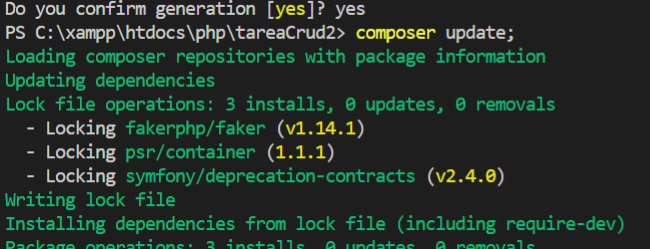 Do you confirm generation [yes]? yes
PS C:\xampp\htdocs\php\tareaCrud2> composer update;
Loading composer repositories with package information
Updating dependencies
Lock file operations: 3 installs, 0 updates, 0 removals
  - Locking fakerphp/faker (v1.14.1)
  - Locking psr/container (1.1.1)
  - Locking symfony/deprecation-contracts (v2.4.0)
Writing lock file
Installing dependencies from lock file (including require-dev)
Package operations: 3 installs, 0 updates, 0 removals